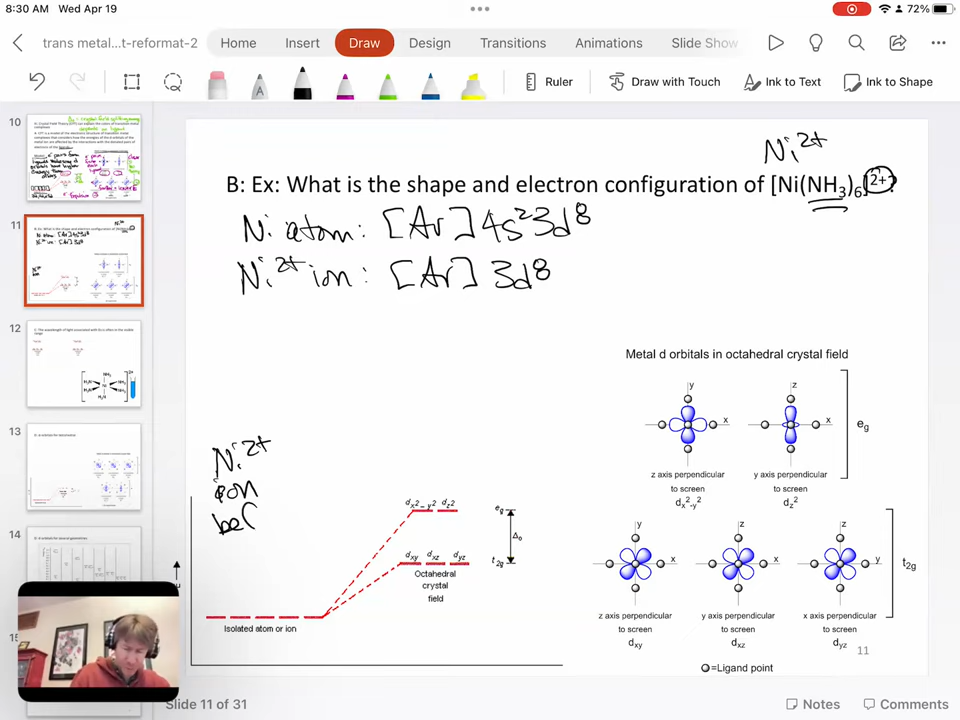 8:30 AM Wed Apr 19
72%
trans metal...t-reformat-2
Home Insert Draw Design Transitions Animations Slide Show
Ruler Draw with Touch Ink to Text Ink to Shape
10
11
12
13
14
15
Ni2+
B: Ex: What is the shape and electron configuration of [Ni(NH3)6]2+?
Ni atom: [Ar] 4s2 3d8
Ni2+ ion: [Ar] 3d8
Metal d orbitals in octahedral crystal field
y
x
z
x
eg
z axis perpendicular
to screen
dx2-y2
y axis perpendicular
to screen
dz2
Ni2+
ion
bef
dx2-y2 dz2
eg
Δo
dxy dxz dyz
t2g
Octahedral
crystal
field
Isolated atom or ion
y
x
z
x
z
y
t2g
z axis perpendicular
to screen
dxy
y axis perpendicular
to screen
dxz
x axis perpendicular
to screen
dyz
11
=Ligand point
Slide 11 of 31
Notes Comments